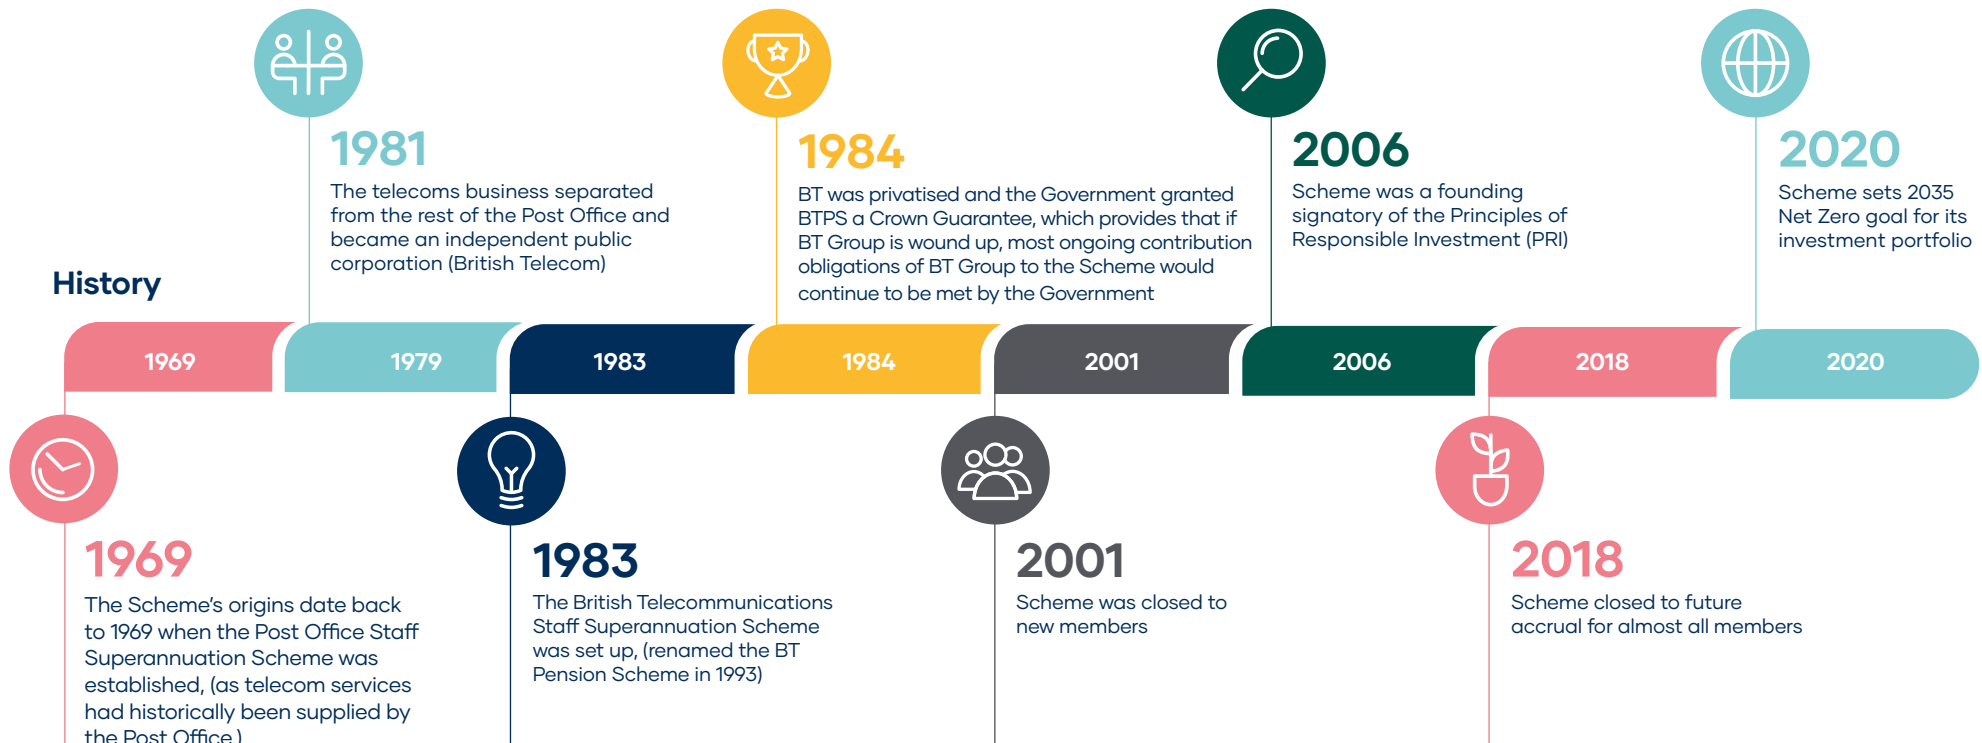 1981
The telecoms business separated
from the rest of the Post Office and
became an independent public
corporation (British Telecom)
1984
BT was privatised and the Government granted
BTPS a Crown Guarantee, which provides that if
BT Group is wound up, most ongoing contribution
obligations of BT Group to the Scheme would
continue to be met by the Government
2006
Scheme was a founding
signatory of the Principles of
Responsible Investment (PRI)
2020
Scheme sets 2035
Net Zero goal for its
investment portfolio
History
1969
1979
1983
1984
2001
2006
2018
2020
1969
The Scheme's origins date back
to 1969 when the Post Office Staff
Superannuation Scheme was
established, (as telecom services
had historically been supplied by
the Post Office.)
1983
The British Telecommunications
Staff Superannuation Scheme
was set up, (renamed the BT
Pension Scheme in 1993)
2001
Scheme was closed to
new members
2018
Scheme closed to future
accrual for almost all members